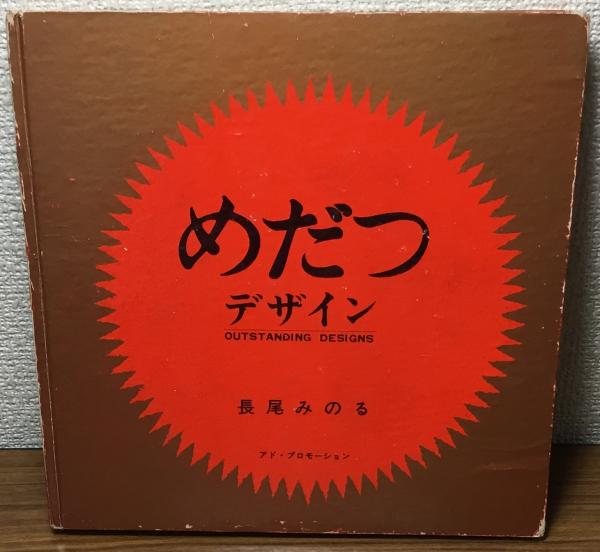 めだつ
デザイン
OUTSTANDING DESIGNS
長尾みのる
アド・プロモーション